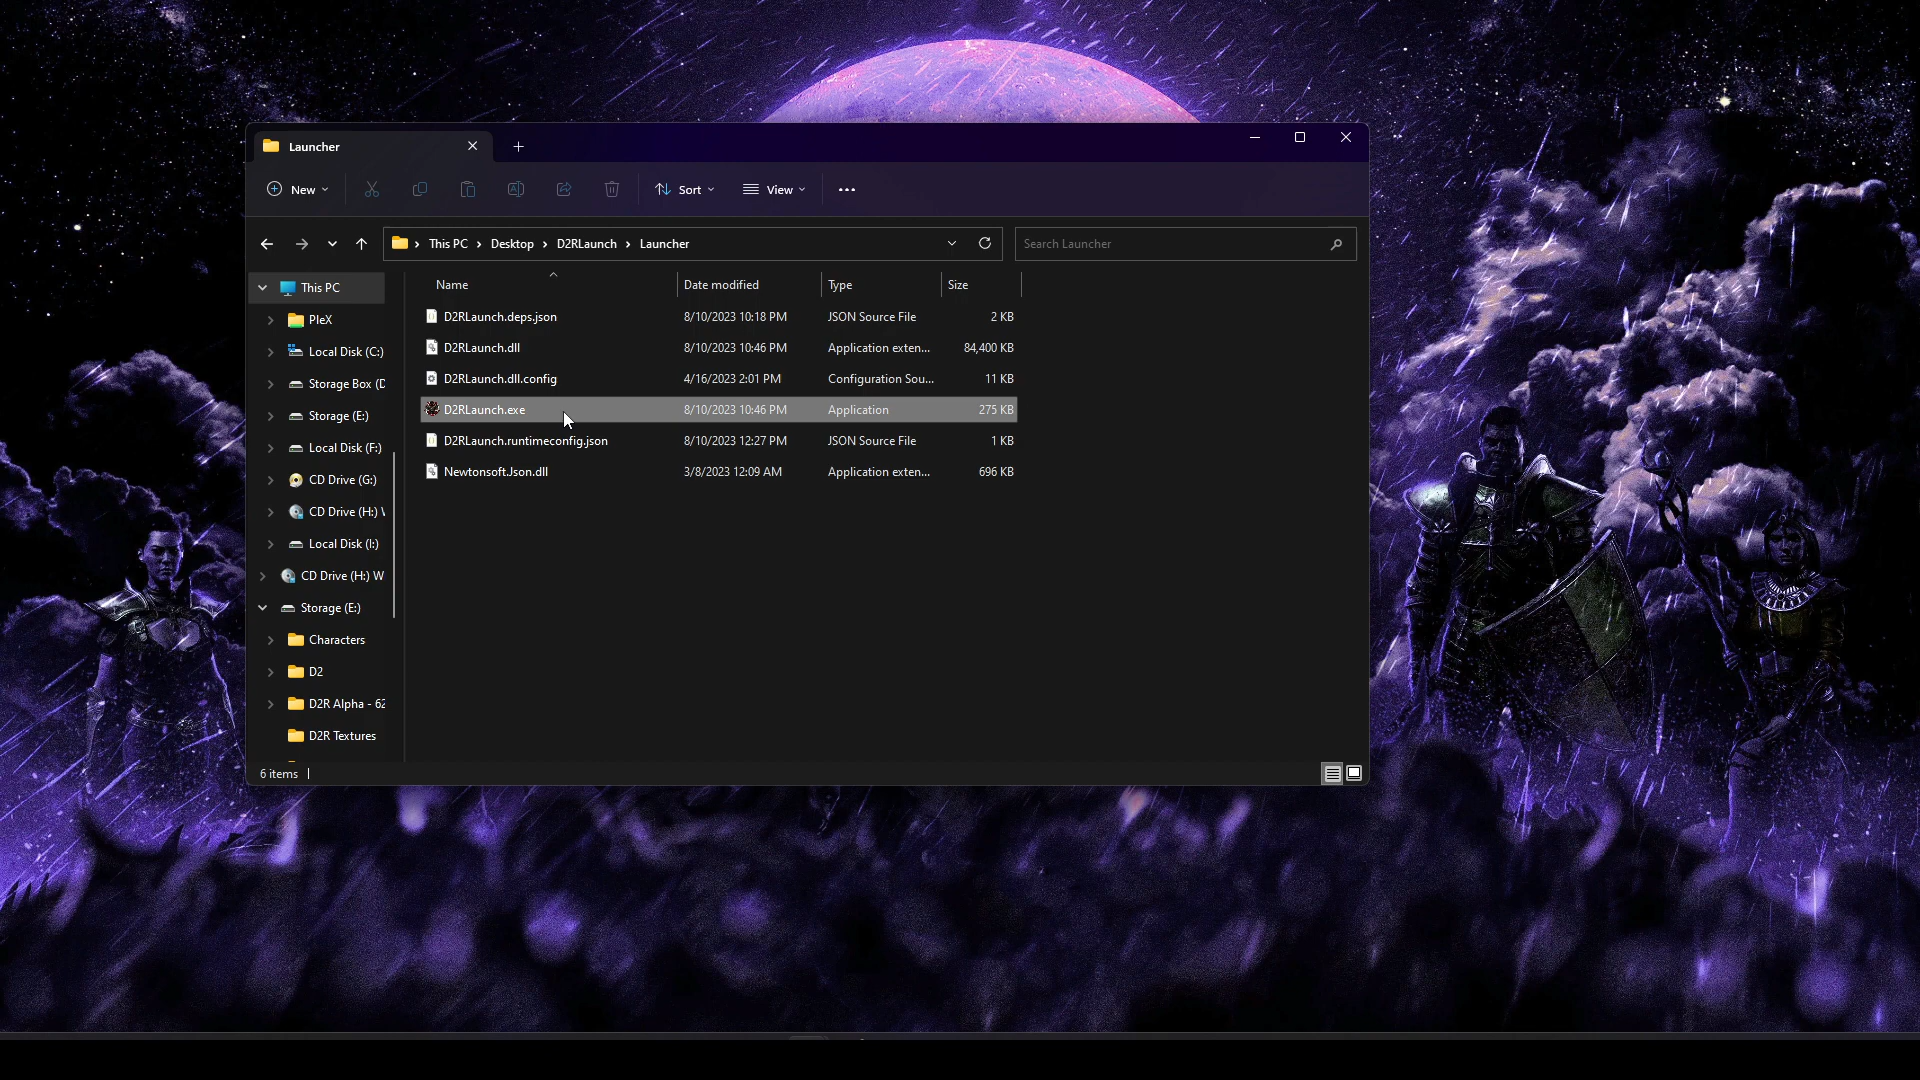 Launcher
New
Sort
View
This PC
Desktop
D2RLaunch
Launcher
Search Launcher
Name
Date modified
Type
Size
This PC
PleX
Local Disk (C:)
Storage Box (D
Storage (E:)
Local Disk (F:)
CD Drive (G:)
CD Drive (H:) V
Local Disk (I:)
CD Drive (H:) W
Storage (E:)
Characters
D2
D2R Alpha - 62
D2R Textures
D2RLaunch.deps.json 8/10/2023 10:18 PM JSON Source File 2 KB
D2RLaunch.dll 8/10/2023 10:46 PM Application exten... 84,400 KB
D2RLaunch.dll.config 4/16/2023 2:01 PM Configuration Sou... 11 KB
D2RLaunch.exe 8/10/2023 10:46 PM Application 275 KB
D2RLaunch.runtimeconfig.json 8/10/2023 12:27 PM JSON Source File 1 KB
Newtonsoft.Json.dll 3/8/2023 12:09 AM Application exten... 696 KB
6 items